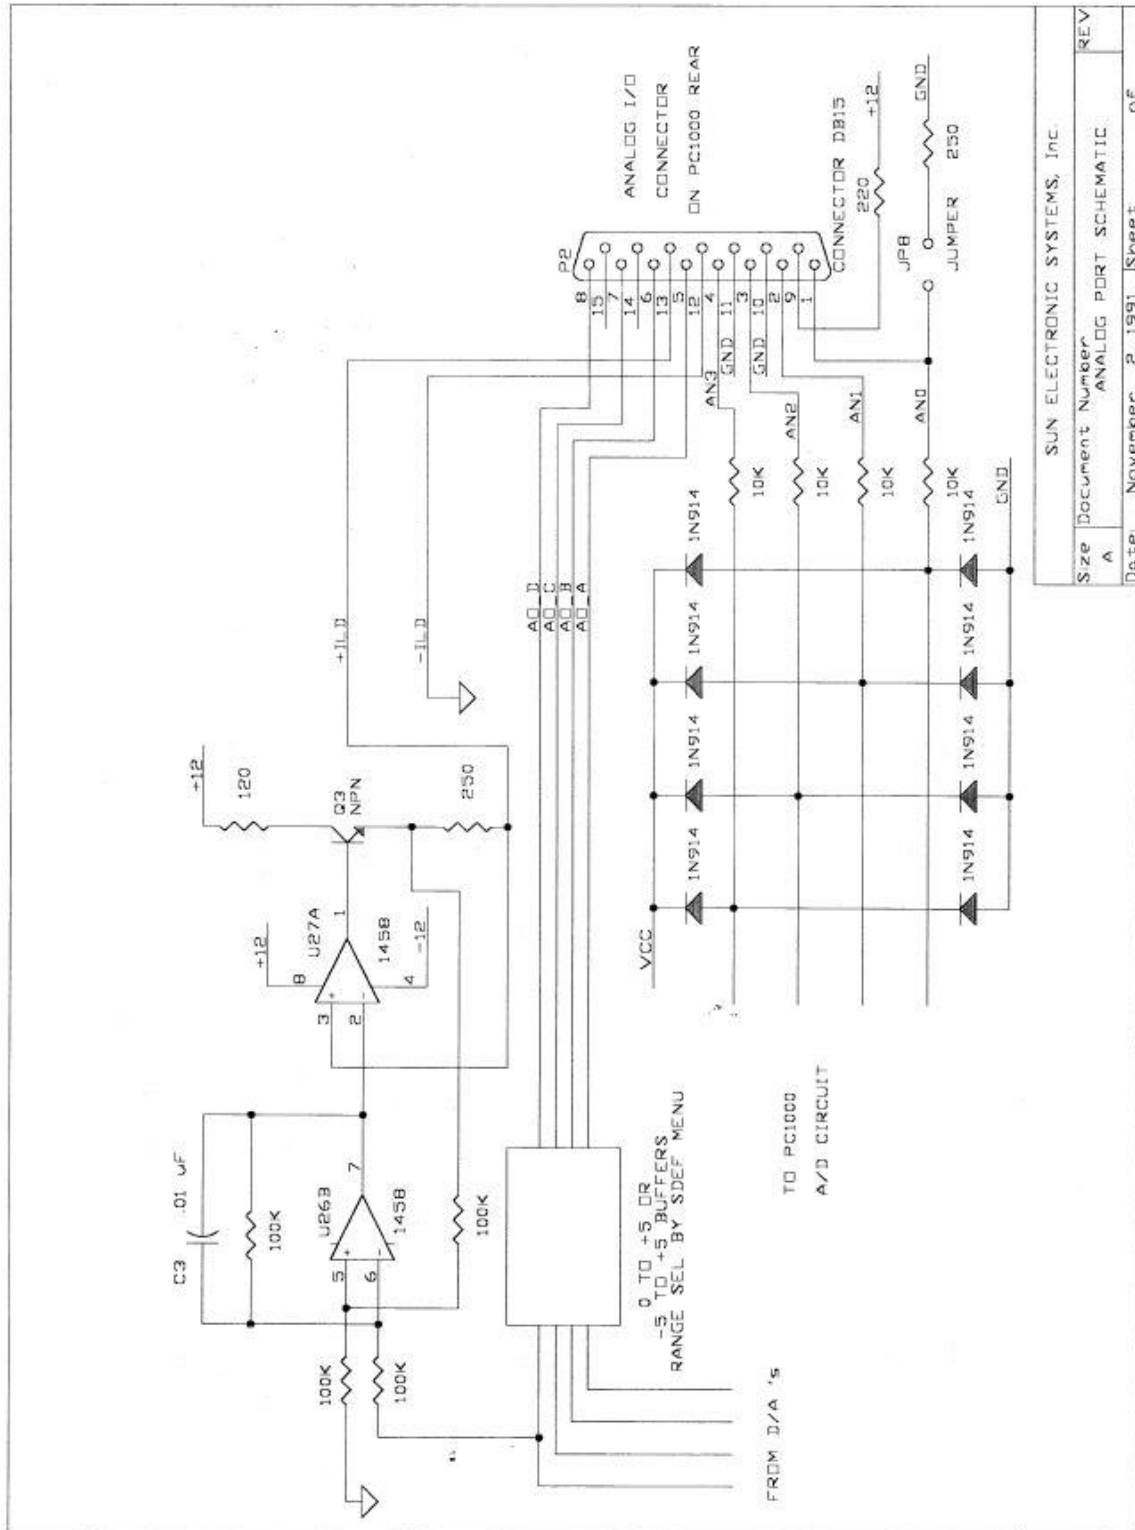 C3
.01 uF
100K
+12
120
+12
U26B
5
+
6
-
7
1458
3
+
2
-
8
U27A
1
1458
4
-12
Q3
NPN
250
100K
100K
100K
+ILD
-ILD
AO_D
AO_C
AO_B
AO_A
0 TO +5 OR
-5 TO +5 BUFFERS
RANGE SEL BY SDEF MENU
FROM D/A 's
P2
8
15
7
14
6
13
5
12
4
11
3
10
2
9
1
ANALOG I/O
CONNECTOR
ON PC1000 REAR
CONNECTOR DB15
220
+12
GND
GND
AN3
AN2
AN1
AN0
JP8
JUMPER
250
GND
10K
10K
10K
10K
VCC
1N914
1N914
1N914
1N914
1N914
1N914
1N914
1N914
GND
TO PC1000
A/D CIRCUIT
SUN ELECTRONIC SYSTEMS, Inc.
Size
Document Number
REV
A
ANALOG PORT SCHEMATIC
Date: November 2 1991
Sheet of